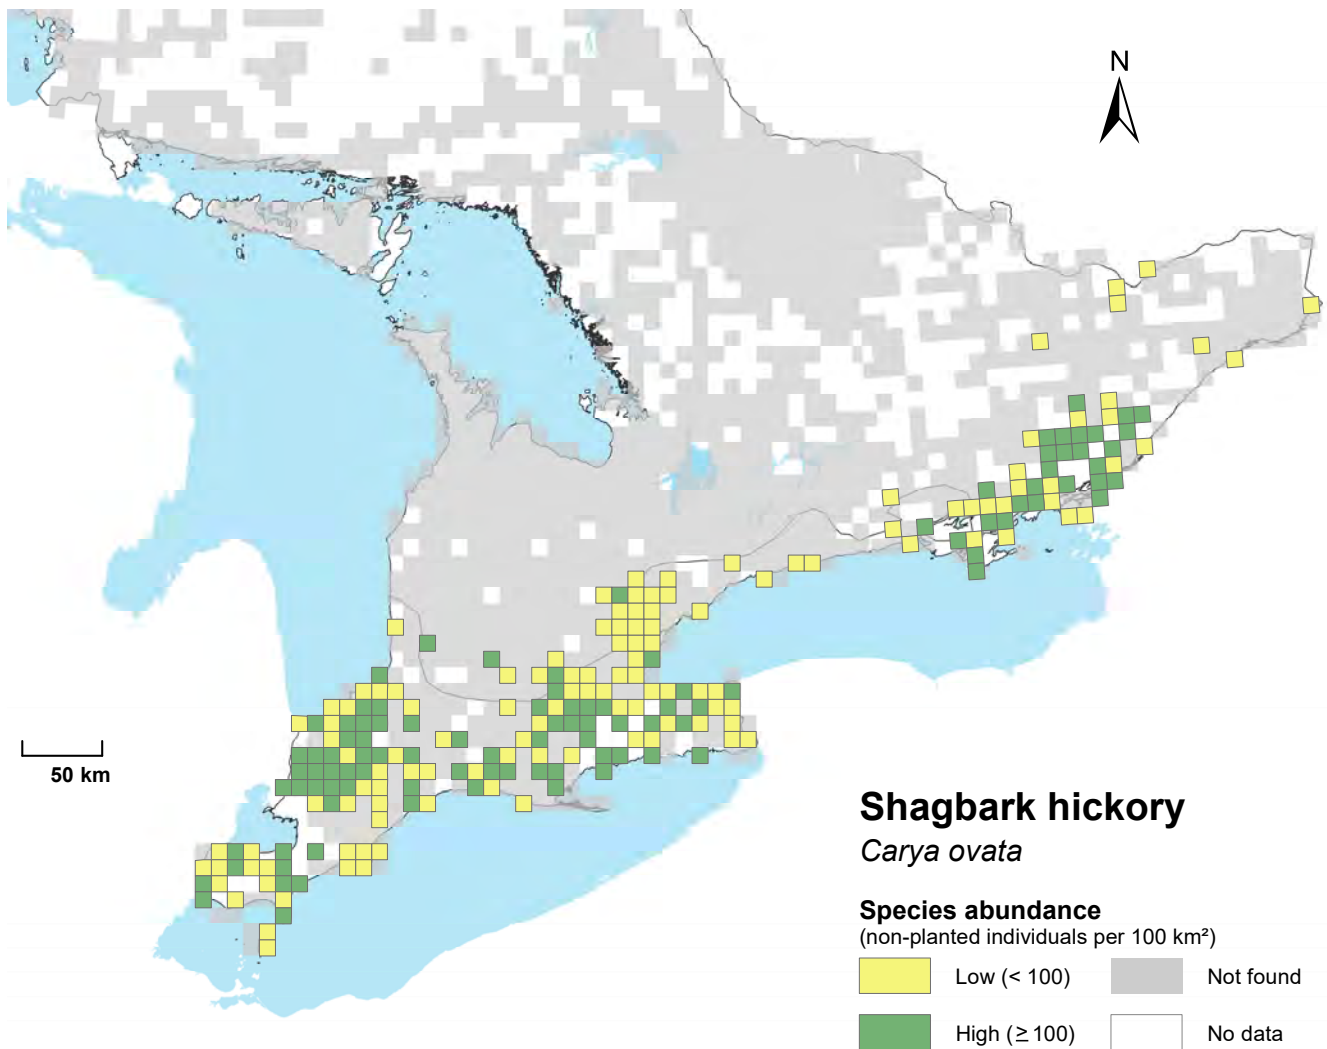 N
50 km
Shagbark hickory
Carya ovata
Species abundance
(non-planted individuals per 100 km²)
Low (< 100)
Not found
High (≥ 100)
No data